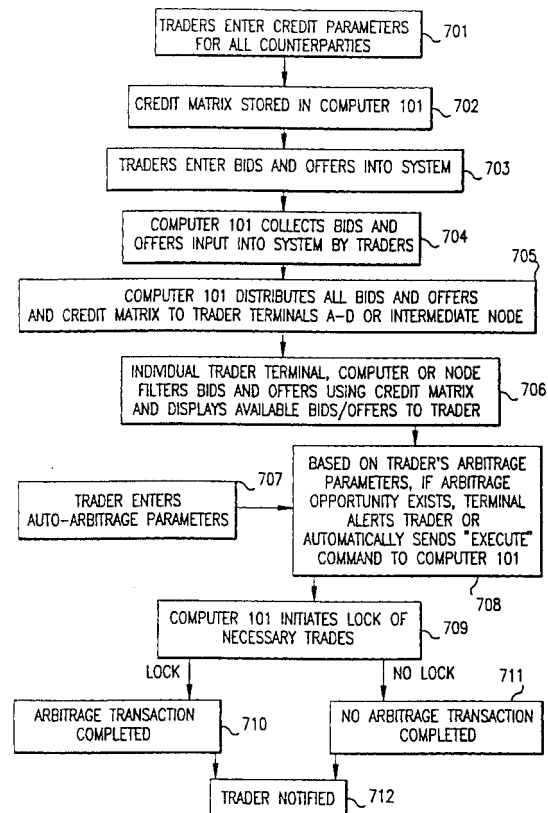 TRADERS ENTER CREDIT PARAMETERS
FOR ALL COUNTERPARTIES
701
CREDIT MATRIX STORED IN COMPUTER 101
702
TRADERS ENTER BIDS AND OFFERS INTO SYSTEM
703
COMPUTER 101 COLLECTS BIDS AND
OFFERS INPUT INTO SYSTEM BY TRADERS
704
705
COMPUTER 101 DISTRIBUTES ALL BIDS AND OFFERS
AND CREDIT MATRIX TO TRADER TERMINALS A-D OR INTERMEDIATE NODE
INDIVIDUAL TRADER TERMINAL, COMPUTER OR NODE
FILTERS BIDS AND OFFERS USING CREDIT MATRIX
AND DISPLAYS AVAILABLE BIDS/OFFERS TO TRADER
706
707
TRADER ENTERS
AUTO-ARBITRAGE PARAMETERS
BASED ON TRADER'S ARBITRAGE
PARAMETERS, IF ARBITRAGE
OPPORTUNITY EXISTS, TERMINAL
ALERTS TRADER OR
AUTOMATICALLY SENDS "EXECUTE"
COMMAND TO COMPUTER 101
708
COMPUTER 101 INITIATES LOCK OF
NECESSARY TRADES
709
LOCK
NO LOCK
711
ARBITRAGE TRANSACTION
COMPLETED
710
NO ARBITRAGE TRANSACTION
COMPLETED
TRADER NOTIFIED
712